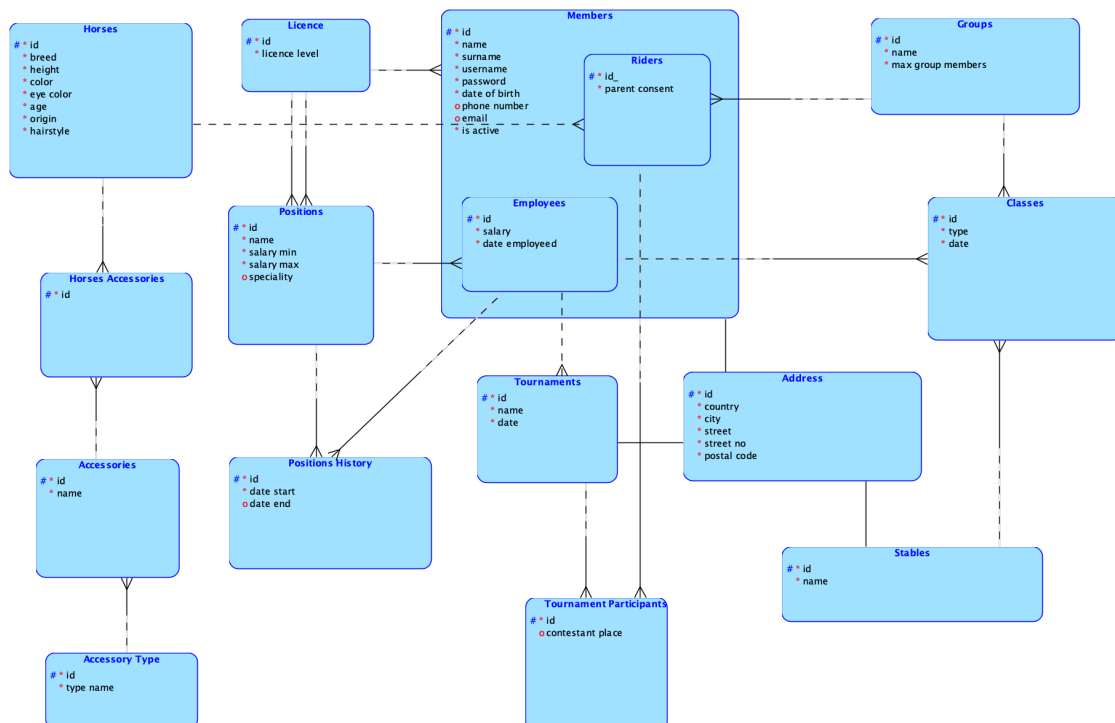 Horses
# * id
* breed
* height
* color
* eye color
* age
* origin
* hairstyle
Licence
# * id
* licence level
Members
# * id
* name
* surname
* username
* password
* date of birth
o phone number
o email
* is active
Riders
# * id_
* parent consent
Groups
# * id
* name
* max group members
Positions
# * id
* name
* salary min
* salary max
o speciality
Employees
# * id
* salary
* date employeed
Classes
# * id
* type
* date
Horses Accessories
# * id
Tournaments
# * id
* name
* date
Address
# * id
* country
* city
* street
* street no
* postal code
Accessories
# * id
* name
Positions History
# * id
* date start
o date end
Stables
# * id
* name
Tournament Participants
# * id
o contestant place
Accessory Type
# * id
* type name